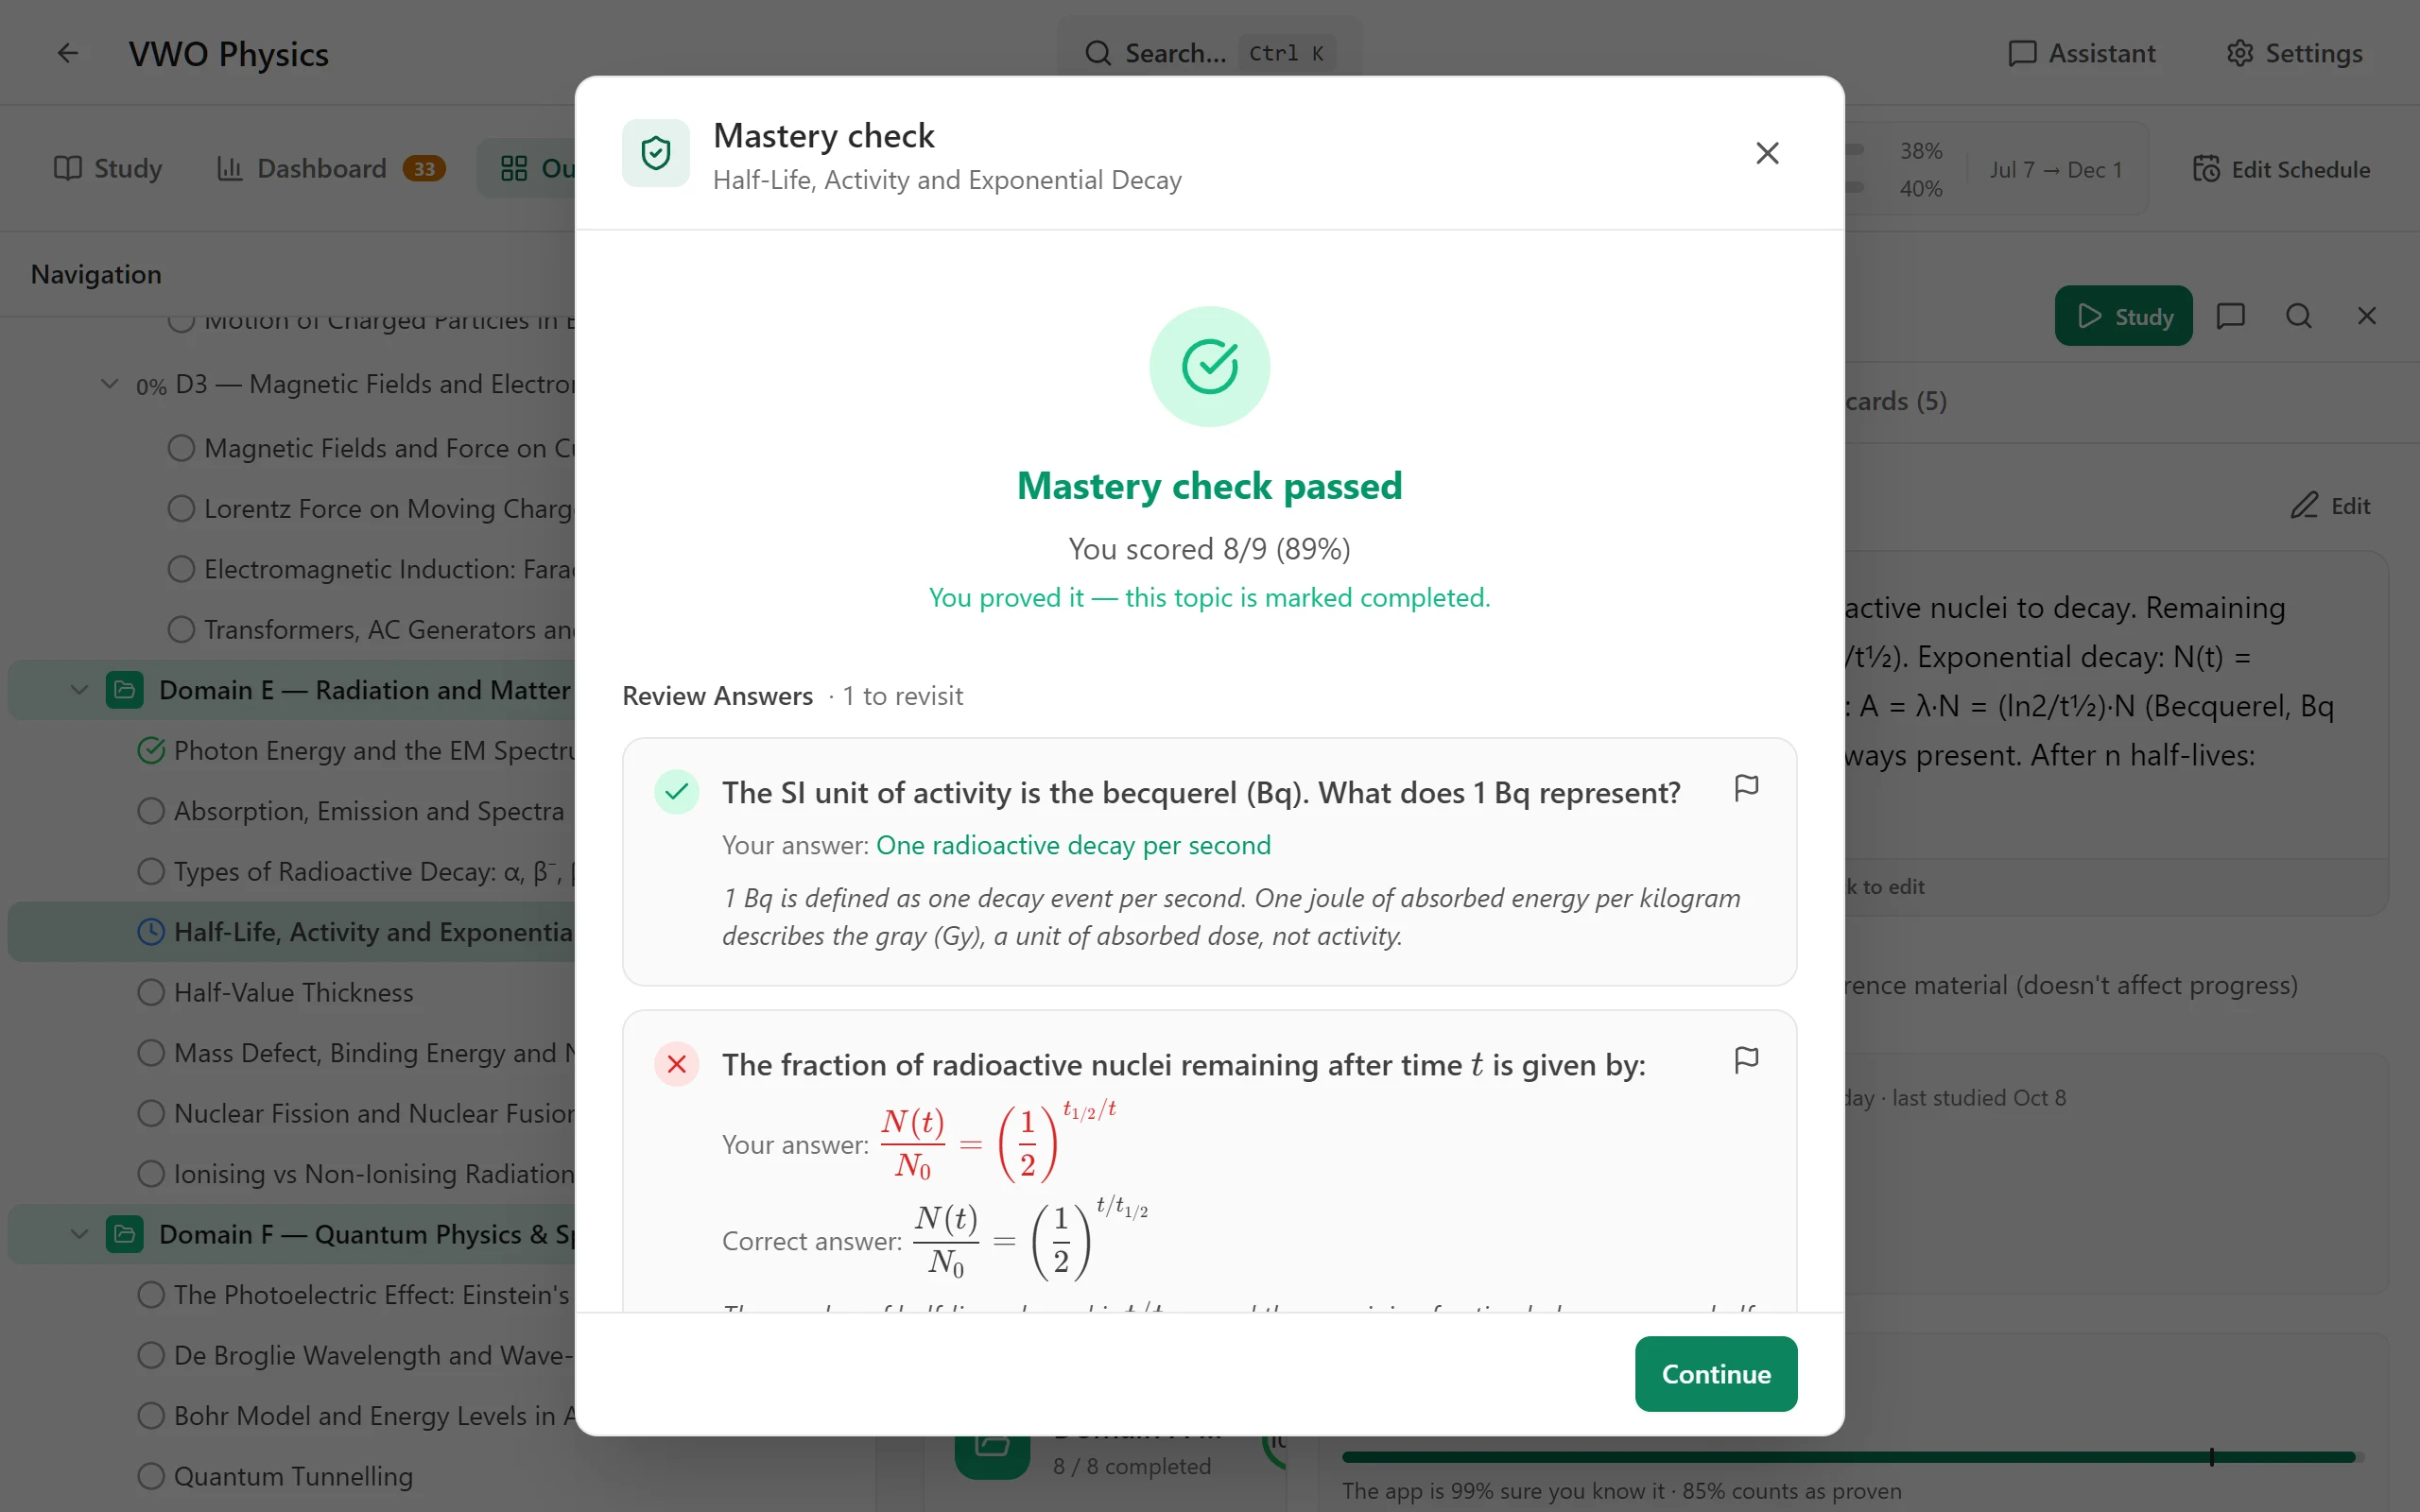 VWO Physics
Search... Ctrl K
Assistant
Settings
Study
Dashboard 33
38%
40%
Jul 7 → Dec 1
Edit Schedule
Navigation
Motion of Charged Particles in
0% D3 — Magnetic Fields and
Magnetic Fields and Force on
Lorentz Force on Moving
Electromagnetic Induction:
Transformers, AC Generators
Domain E — Radiation and Matter
Photon Energy and the EM
Absorption, Emission and Spectra
Types of Radioactive Decay: α, β⁻,
Half-Life, Activity and
Half-Value Thickness
Mass Defect, Binding Energy and
Nuclear Fission and Nuclear
Ionising vs Non-Ionising Radiation
Domain F — Quantum Physics &
The Photoelectric Effect: Einstein's
De Broglie Wavelength and
Bohr Model and Energy Levels in
Quantum Tunnelling
Mastery check
Half-Life, Activity and Exponential Decay
Mastery check passed
You scored 8/9 (89%)
You proved it — this topic is marked completed.
Review Answers · 1 to revisit
The SI unit of activity is the becquerel (Bq). What does 1 Bq represent?
Your answer: One radioactive decay per second
1 Bq is defined as one decay event per second. One joule of absorbed energy per kilogram
describes the gray (Gy), a unit of absorbed dose, not activity.
The fraction of radioactive nuclei remaining after time t is given by:
Your answer: N(t)/N₀ = (1/2)^(t₁/₂/t)
Correct answer: N(t)/N₀ = (1/2)^(t/t₁/₂)
Continue
Study
cards (5)
Edit
active nuclei to decay. Remaining
/t½). Exponential decay: N(t) =
: A = λ·N = (ln2/t½)·N (Becquerel, Bq
present. After n half-lives:
to edit
material (doesn't affect progress)
· last studied Oct 8
8 / 8 completed
The app is 99% sure you know it · 85% counts as proven